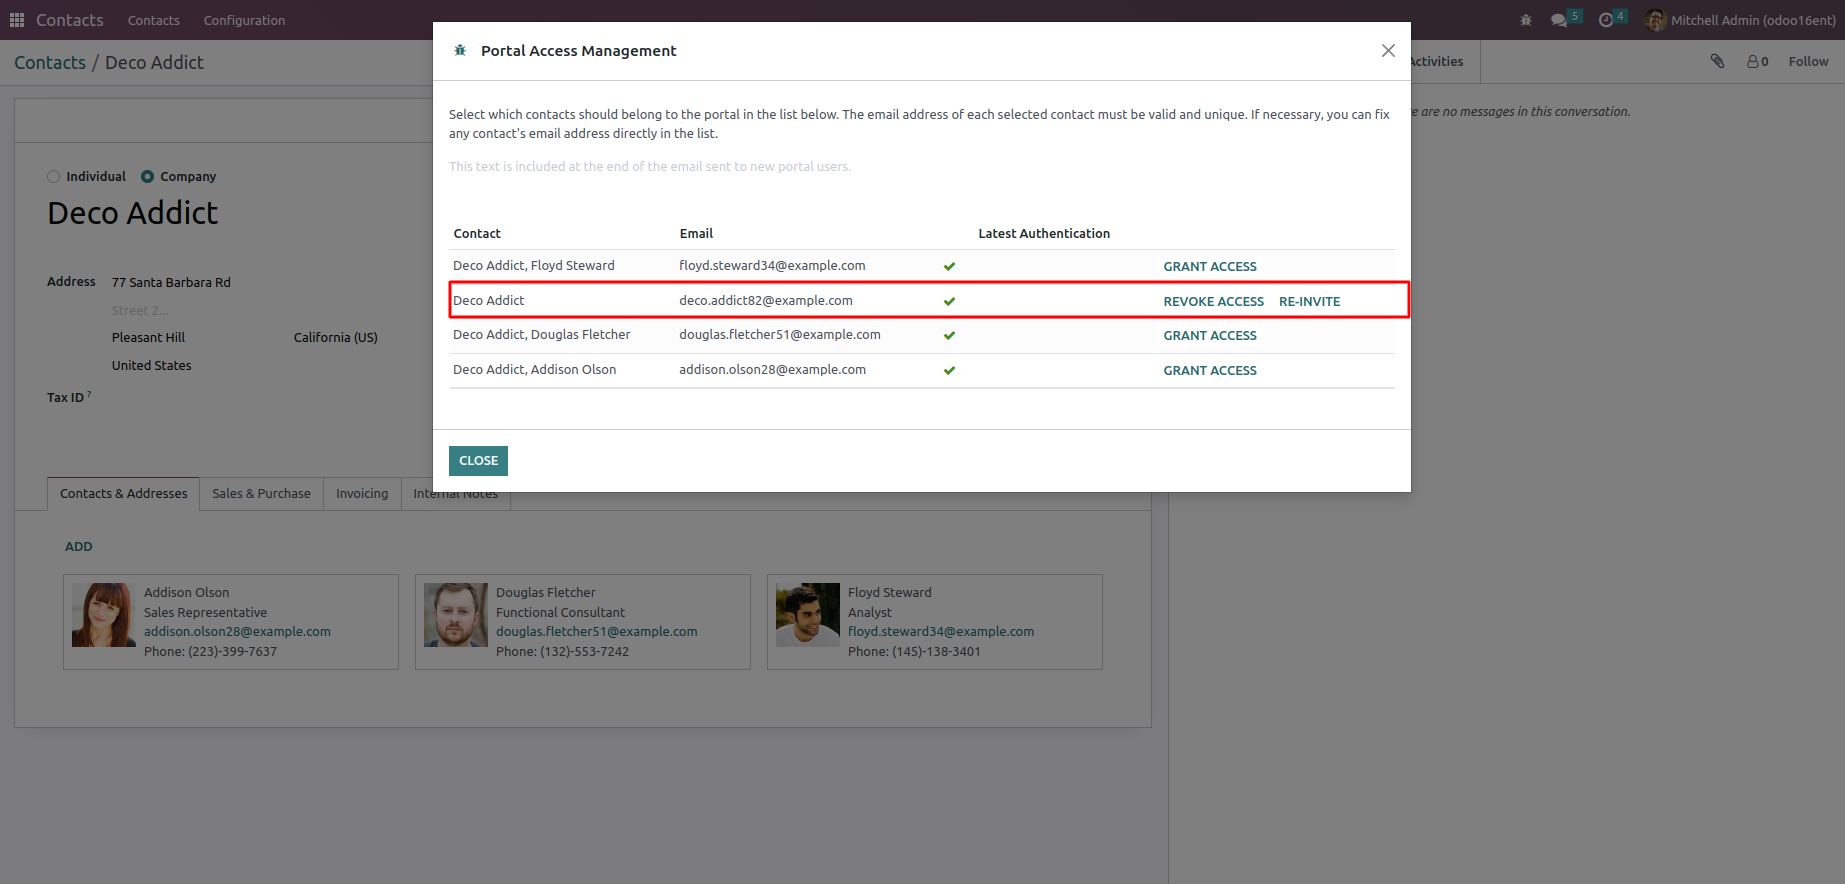 Contacts Contacts Configuration 5 4 Mitchell Admin (odoo16ent)
Contacts / Deco Addict
Activities 0 Follow
Portal Access Management
Select which contacts should belong to the portal in the list below. The email address of each selected contact must be valid and unique. If necessary, you can fix
any contact's email address directly in the list.
This text is included at the end of the email sent to new portal users.
Contact Email Latest Authentication
Deco Addict, Floyd Steward floyd.steward34@example.com GRANT ACCESS
Deco Addict deco.addict82@example.com REVOKE ACCESS RE-INVITE
Deco Addict, Douglas Fletcher douglas.fletcher51@example.com GRANT ACCESS
Deco Addict, Addison Olson addison.olson28@example.com GRANT ACCESS
CLOSE
are no messages in this conversation.
Individual Company
Deco Addict
Address 77 Santa Barbara Rd
Street 2...
Pleasant Hill California (US)
United States
Tax ID ?
Contacts & Addresses Sales & Purchase Invoicing Internal Notes
ADD
Addison Olson
Sales Representative
addison.olson28@example.com
Phone: (223)-399-7637
Douglas Fletcher
Functional Consultant
douglas.fletcher51@example.com
Phone: (132)-553-7242
Floyd Steward
Analyst
floyd.steward34@example.com
Phone: (145)-138-3401